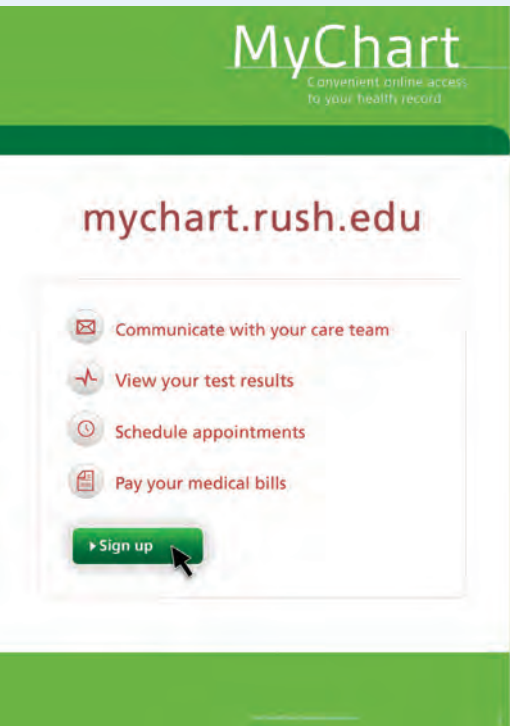 MyChart
Convenient online access
to your health record
mychart.rush.edu
Communicate with your care team
View your test results
Schedule appointments
Pay your medical bills
Sign up